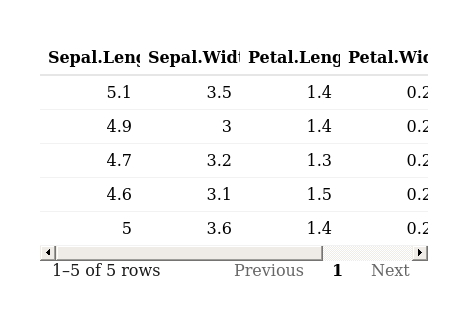 Sepal.Leng Sepal.Widt Petal.Leng Petal.Wid
5.1 3.5 1.4 0.2
4.9 3 1.4 0.2
4.7 3.2 1.3 0.2
4.6 3.1 1.5 0.2
5 3.6 1.4 0.2
1–5 of 5 rows Previous 1 Next